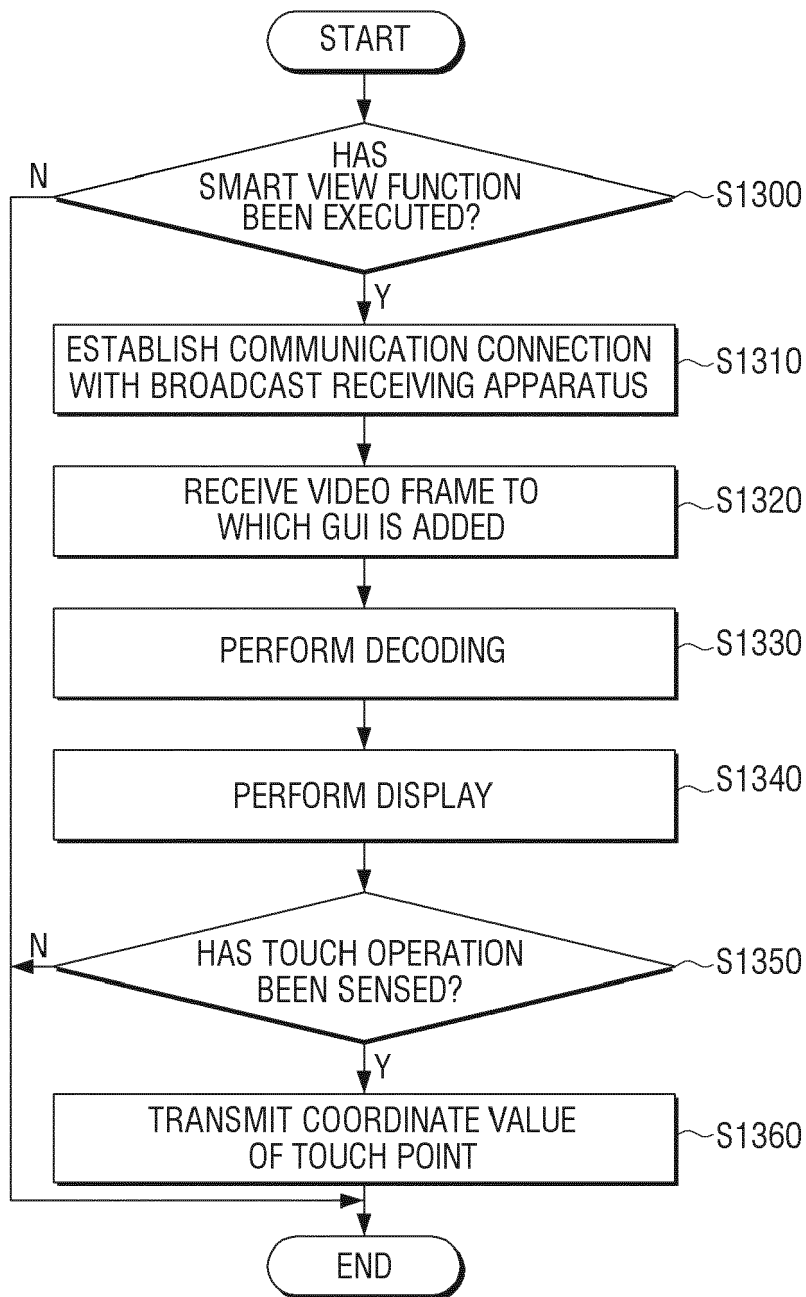 START
HAS
SMART VIEW FUNCTION
BEEN EXECUTED?
N
S1300
Y
ESTABLISH COMMUNICATION CONNECTION
WITH BROADCAST RECEIVING APPARATUS
S1310
RECEIVE VIDEO FRAME TO
WHICH GUI IS ADDED
S1320
PERFORM DECODING
S1330
PERFORM DISPLAY
S1340
N
HAS TOUCH OPERATION
BEEN SENSED?
S1350
Y
TRANSMIT COORDINATE VALUE
OF TOUCH POINT
S1360
END